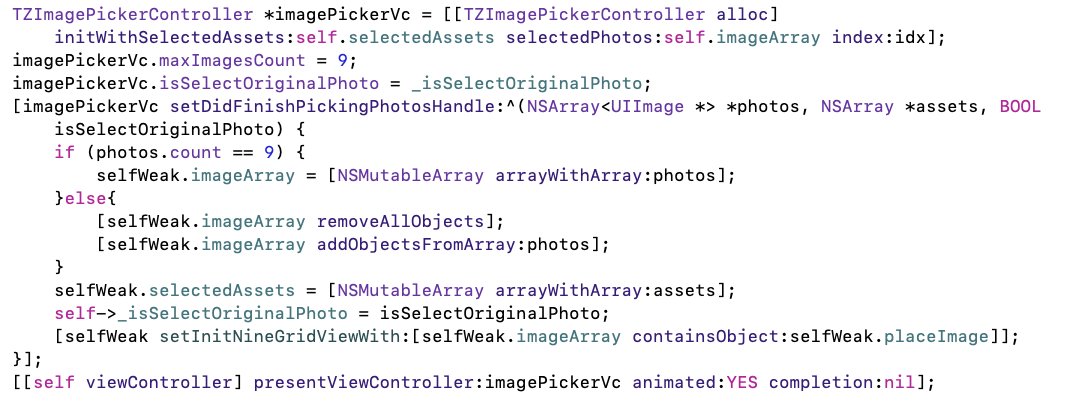 TZImagePickerController *imagePickerVc = [[TZImagePickerController alloc]
    initWithSelectedAssets:self.selectedAssets selectedPhotos:self.imageArray index:idx];
imagePickerVc.maxImagesCount = 9;
imagePickerVc.isSelectOriginalPhoto = _isSelectOriginalPhoto;
[imagePickerVc setDidFinishPickingPhotosHandle:^(NSArray<UIImage *> *photos, NSArray *assets, BOOL
    isSelectOriginalPhoto) {
    if (photos.count == 9) {
        selfWeak.imageArray = [NSMutableArray arrayWithArray:photos];
    }else{
        [selfWeak.imageArray removeAllObjects];
        [selfWeak.imageArray addObjectsFromArray:photos];
    }
    selfWeak.selectedAssets = [NSMutableArray arrayWithArray:assets];
    self->_isSelectOriginalPhoto = isSelectOriginalPhoto;
    [selfWeak setInitNineGridViewWith:[selfWeak.imageArray containsObject:selfWeak.placeImage]];
}];
[[self viewController] presentViewController:imagePickerVc animated:YES completion:nil];